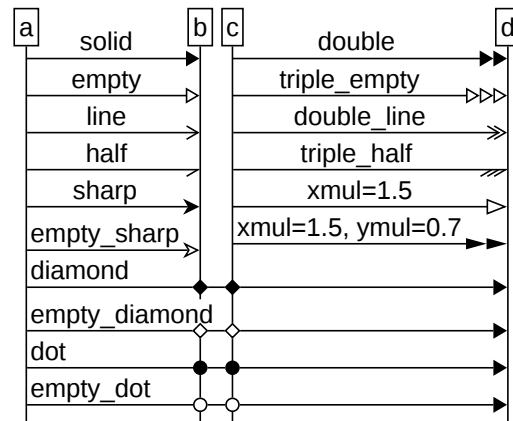 a b c d
solid double
empty triple_empty
line double_line
half triple_half
sharp xmul=1.5
empty_sharp xmul=1.5, ymul=0.7
diamond
empty_diamond
dot
empty_dot